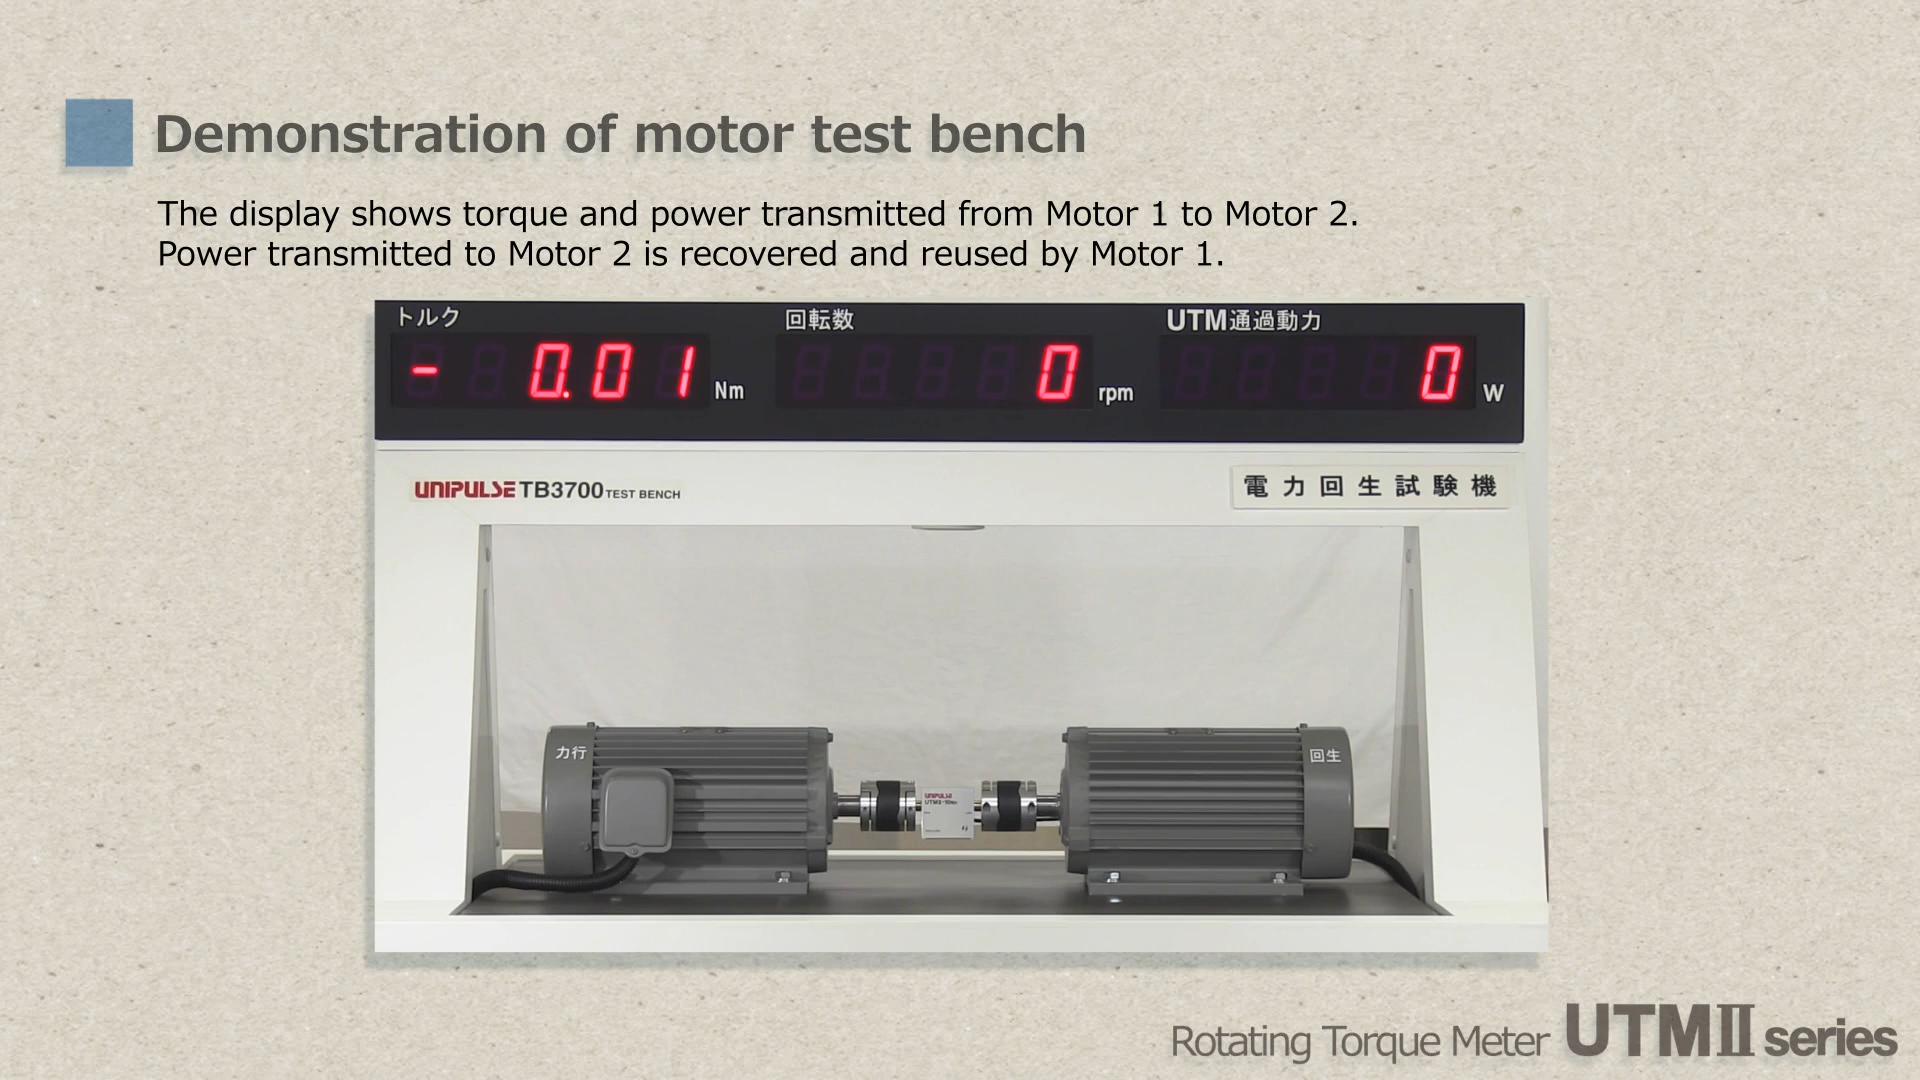 Demonstration of motor test bench
The display shows torque and power transmitted from Motor 1 to Motor 2.
Power transmitted to Motor 2 is recovered and reused by Motor 1.
トルク
- 0.01 Nm
回転数
0 rpm
UTM通過動力
0 W
UNIPULSE TB3700 TEST BENCH
電力回生試験機
力行
回生
UNIPULSE
Rotating Torque Meter UTMⅡ series